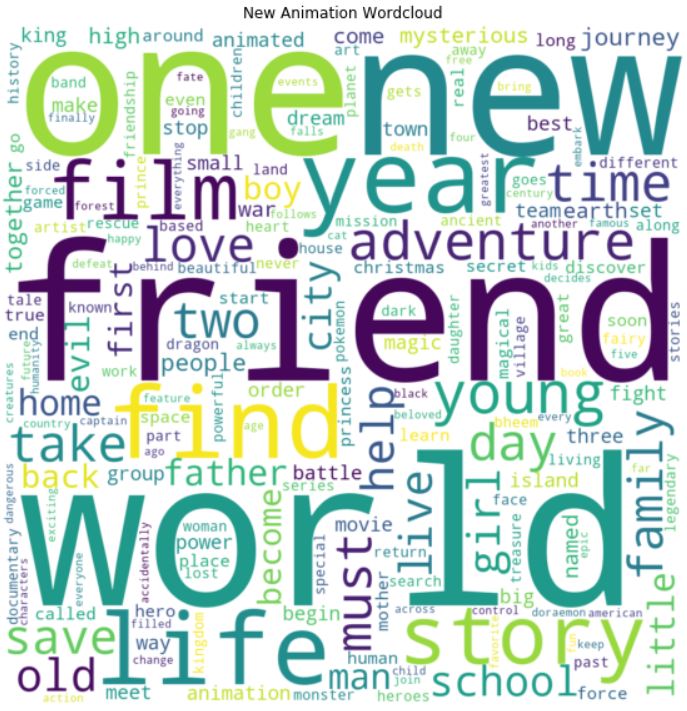 New Animation Wordcloud
king high around animated come mysterious long journey
history one new art away free
band fate children planet real
make even events
finally going gang stop dream falls town gets bring best
friendship everything death four embark
together go side film small land year time different
forced prince boy goes greatest century
game forest war mission ancient team earth set
artist rescue based heart another famous along
happy follows cat
love house never adventure
defeat behind beautiful christmas secret kids discover
tale first city decides
friend stories
true known two start dark daughter magical village great soon
end evil dragon always pokemon magic fairy
future humanity work people five
creatures feature powerful order princess black book
home find help young fight
country captain space age beloved bheem every
take part ago learn day three
back group father battle living far family
dangerous series island legendary
exciting world live girl face
documentary woman become movie treasure named epic
power special return
place must search
everyone accidentally lost mother big
characters across control doraemon american
called hero begin favorite fun keep little
save filled life story
way human past
old change kingdom man child school
meet animation monster join heroes force
action